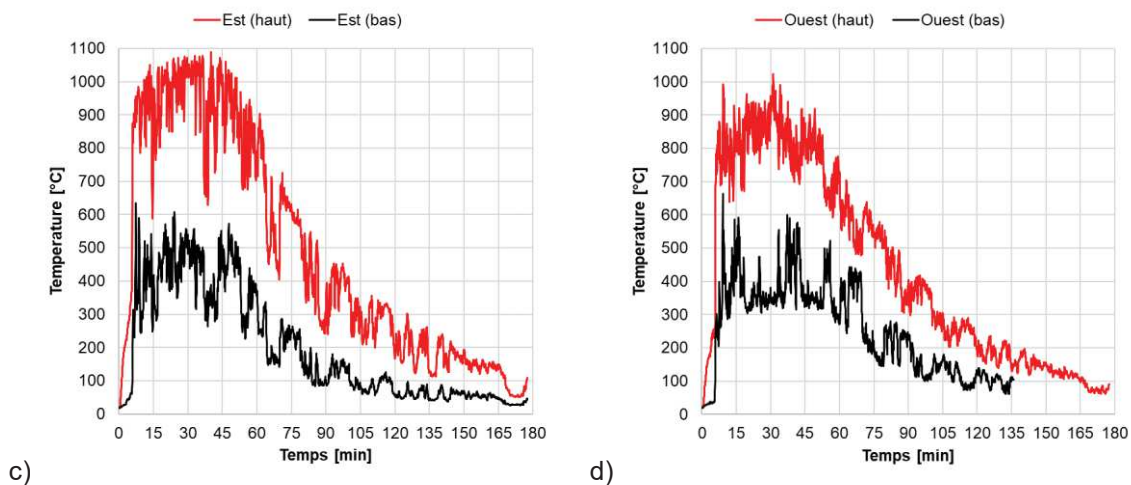 Est (haut) Est (bas)
1100
1000
900
800
700
600
500
400
300
200
100
0
Temperature [°C]
0 15 30 45 60 75 90 105 120 135 150 165 180
Temps [min]
c)
Ouest (haut) Ouest (bas)
1100
1000
900
800
700
600
500
400
300
200
100
0
Temperature [°C]
0 15 30 45 60 75 90 105 120 135 150 165 180
Temps [min]
d)